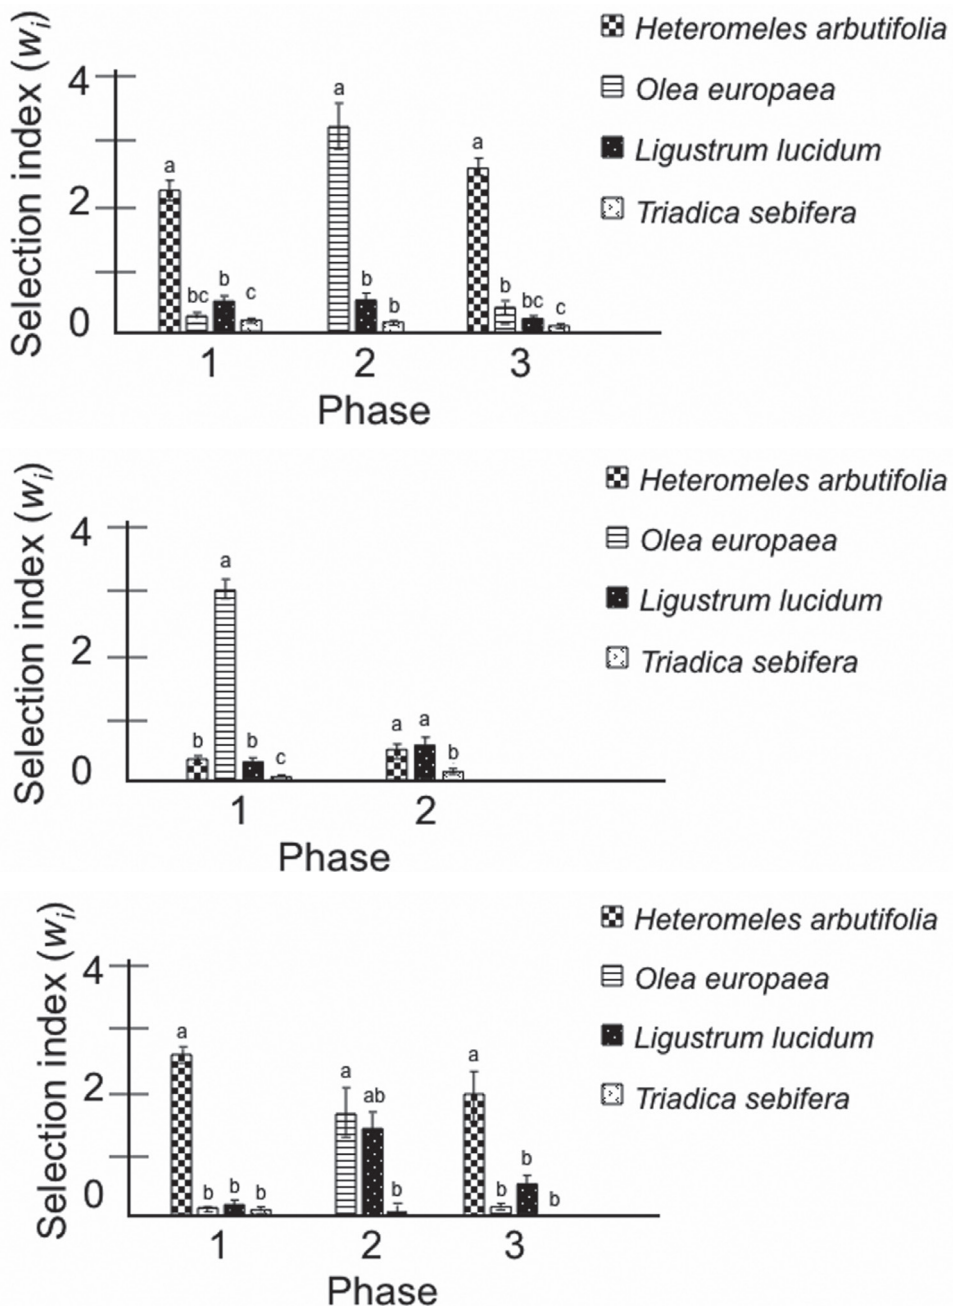 Selection index (wi)
4
2
0
a
bc
b
c
a
b
b
a
b
bc
c
1
2
3
Phase
Heteromeles arbutifolia
Olea europaea
Ligustrum lucidum
Triadica sebifera
Selection index (wi)
4
2
0
b
a
b
c
a
a
b
1
2
Phase
Heteromeles arbutifolia
Olea europaea
Ligustrum lucidum
Triadica sebifera
Selection index (wi)
4
2
0
a
b
b
b
a
ab
b
a
b
b
b
1
2
3
Phase
Heteromeles arbutifolia
Olea europaea
Ligustrum lucidum
Triadica sebifera